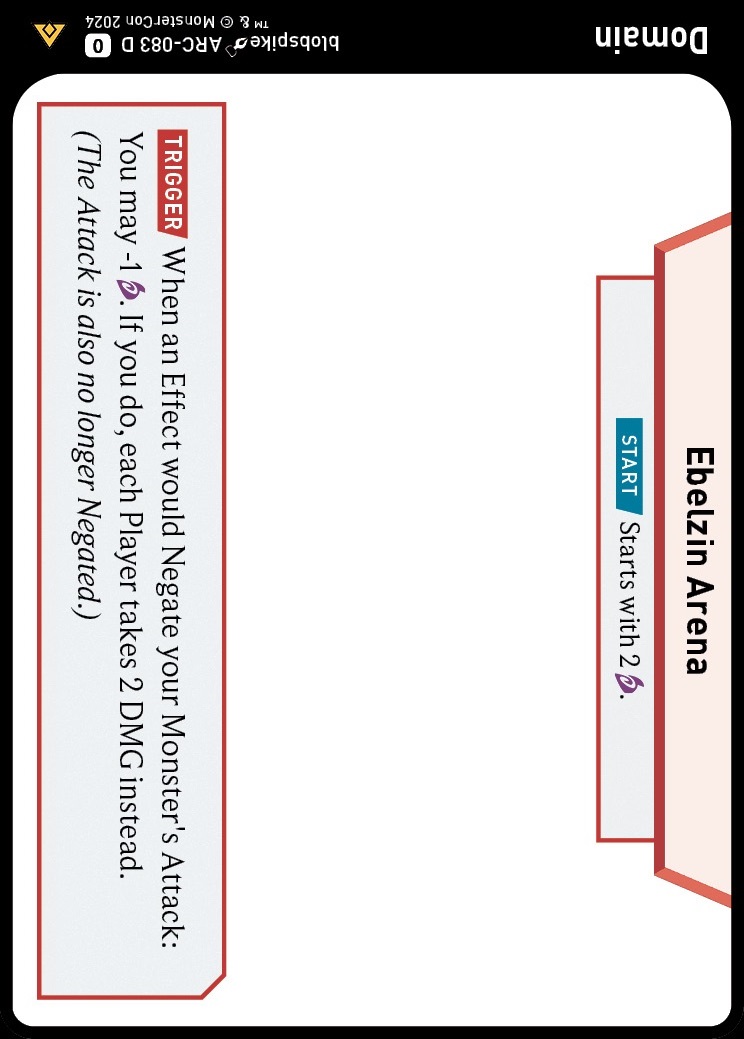 Ebelzin Arena
START Starts with 2 .
TRIGGER When an Effect would Negate your Monster's Attack:
You may -1 . If you do, each Player takes 2 DMG instead.
(The Attack is also no longer Negated.)
Domain
blobspike ARC-083 D 0
™ & © MonsterCon 2024